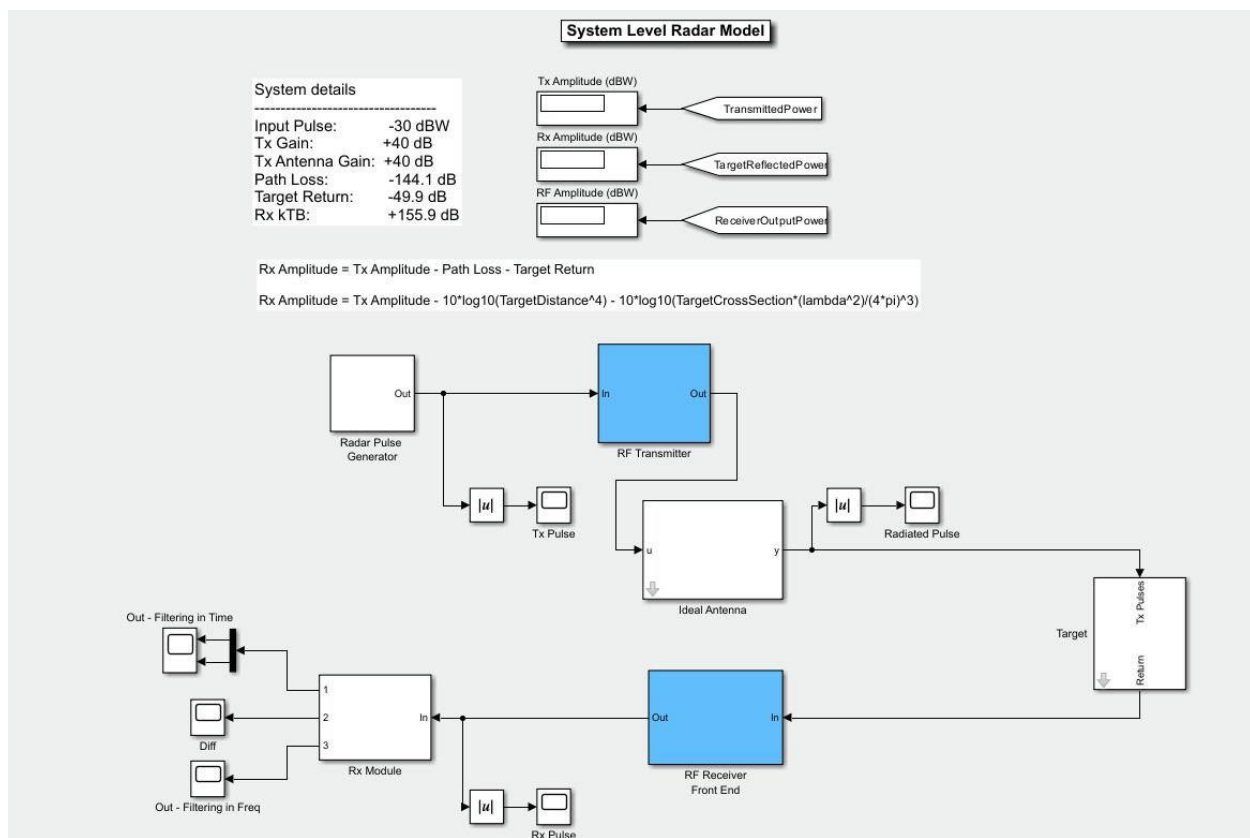 System Level Radar Model
System details
-----------------------------------
Input Pulse: -30 dBW
Tx Gain: +40 dB
Tx Antenna Gain: +40 dB
Path Loss: -144.1 dB
Target Return: -49.9 dB
Rx kTB: +155.9 dB
Tx Amplitude (dBW)
TransmittedPower
Rx Amplitude (dBW)
TargetReflectedPower
RF Amplitude (dBW)
ReceiverOutputPower
Rx Amplitude = Tx Amplitude - Path Loss - Target Return
Rx Amplitude = Tx Amplitude - 10*log10(TargetDistance^4) - 10*log10(TargetCrossSection*(lambda^2)/(4*pi)^3)
Out
Radar Pulse
Generator
In
Out
RF Transmitter
|u|
Tx Pulse
u
y
Ideal Antenna
|u|
Radiated Pulse
Tx Pulses
Target
Return
Out - Filtering in Time
1
2
3
In
Rx Module
Diff
Out - Filtering in Freq
Out
In
RF Receiver
Front End
|u|
Rx Pulse